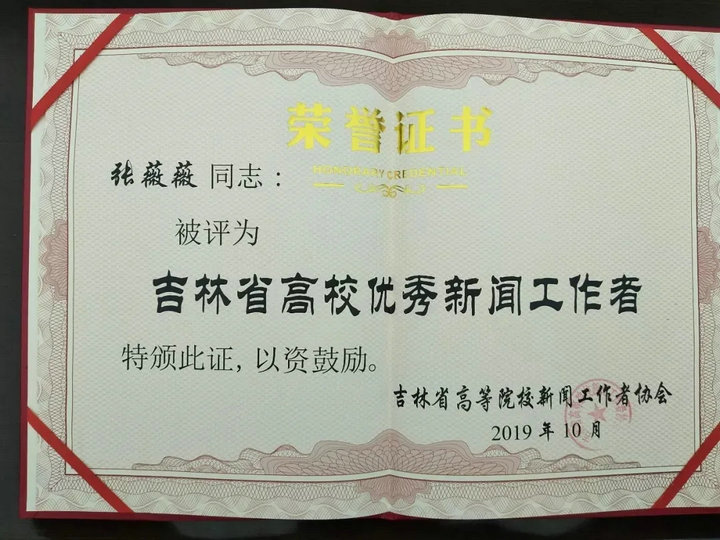 荣誉证书
HONORARY CREDENTIAL
张薇薇 同志：
被评为
吉林省高校优秀新闻工作者
特颁此证，以资鼓励。
吉林省高等院校新闻工作者协会
2019 年 10 月